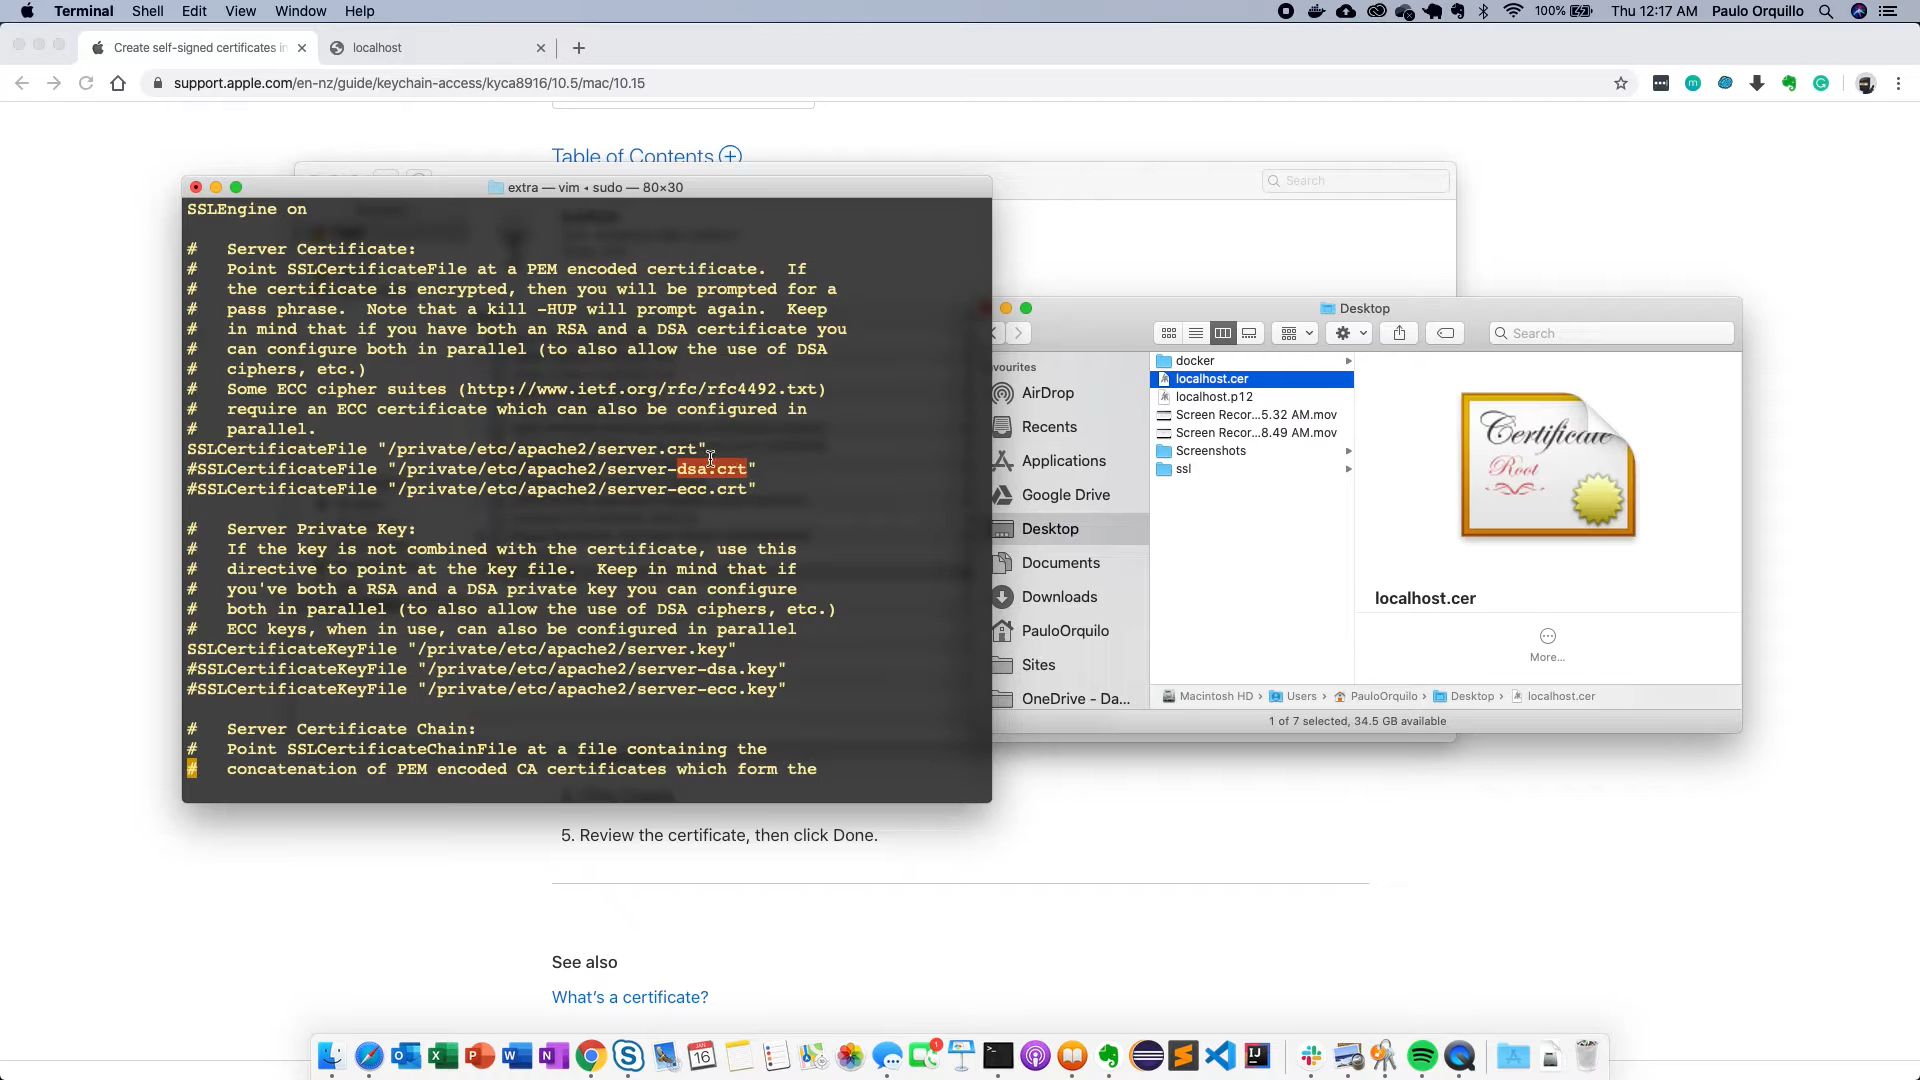 Terminal Shell Edit View Window Help
100% Thu 12:17 AM Paulo Orquillo
Create self-signed certificates in
localhost
support.apple.com/en-nz/guide/keychain-access/kyca8916/10.5/mac/10.15
Table of Contents
Search
extra — vim ◂ sudo — 80×30
SSLEngine on
#   Server Certificate:
#   Point SSLCertificateFile at a PEM encoded certificate.  If
#   the certificate is encrypted, then you will be prompted for a
#   pass phrase.  Note that a kill -HUP will prompt again.  Keep
#   in mind that if you have both an RSA and a DSA certificate you
#   can configure both in parallel (to also allow the use of DSA
#   ciphers, etc.)
#   Some ECC cipher suites (http://www.ietf.org/rfc/rfc4492.txt)
#   require an ECC certificate which can also be configured in
#   parallel.
SSLCertificateFile "/private/etc/apache2/server.crt"
#SSLCertificateFile "/private/etc/apache2/server-dsa.crt"
#SSLCertificateFile "/private/etc/apache2/server-ecc.crt"
#   Server Private Key:
#   If the key is not combined with the certificate, use this
#   directive to point at the key file.  Keep in mind that if
#   you've both a RSA and a DSA private key you can configure
#   both in parallel (to also allow the use of DSA ciphers, etc.)
#   ECC keys, when in use, can also be configured in parallel
SSLCertificateKeyFile "/private/etc/apache2/server.key"
#SSLCertificateKeyFile "/private/etc/apache2/server-dsa.key"
#SSLCertificateKeyFile "/private/etc/apache2/server-ecc.key"
#   Server Certificate Chain:
#   Point SSLCertificateChainFile at a file containing the
#   concatenation of PEM encoded CA certificates which form the
Desktop
Search
avourites
AirDrop
Recents
Applications
Google Drive
Desktop
Documents
Downloads
PauloOrquilo
Sites
OneDrive - Da...
docker
localhost.cer
localhost.p12
Screen Recor...5.32 AM.mov
Screen Recor...8.49 AM.mov
Screenshots
ssl
Certificate
Root
localhost.cer
More...
Macintosh HD › Users › PauloOrquilo › Desktop › localhost.cer
1 of 7 selected, 34.5 GB available
5. Review the certificate, then click Done.
See also
What's a certificate?
JAN
16
1